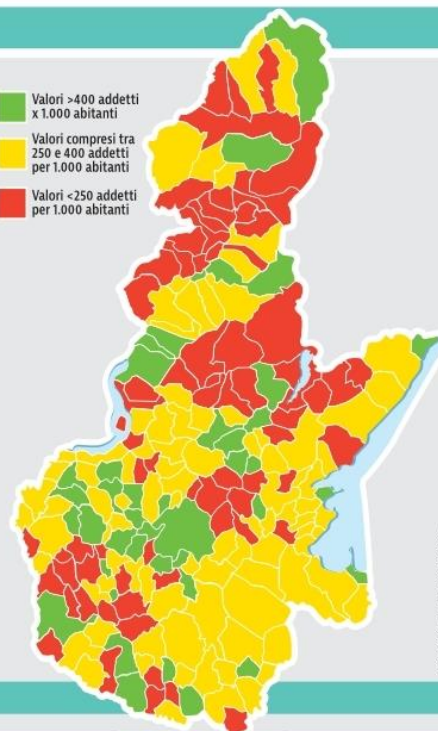 Valori >400 addetti
x 1.000 abitanti
Valori compresi tra
250 e 400 addetti
per 1.000 abitanti
Valori <250 addetti
per 1.000 abitanti